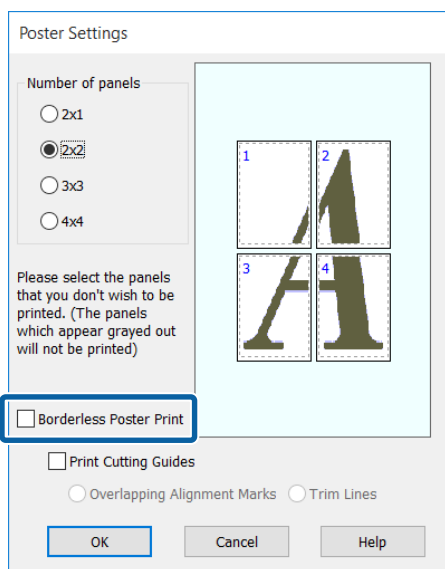 Poster Settings
Number of panels
2x1
2x2
3x3
4x4
Please select the panels
that you don't wish to be
printed. (The panels
which appear grayed out
will not be printed)
1
2
3
4
A
Borderless Poster Print
Print Cutting Guides
Overlapping Alignment Marks
Trim Lines
OK
Cancel
Help